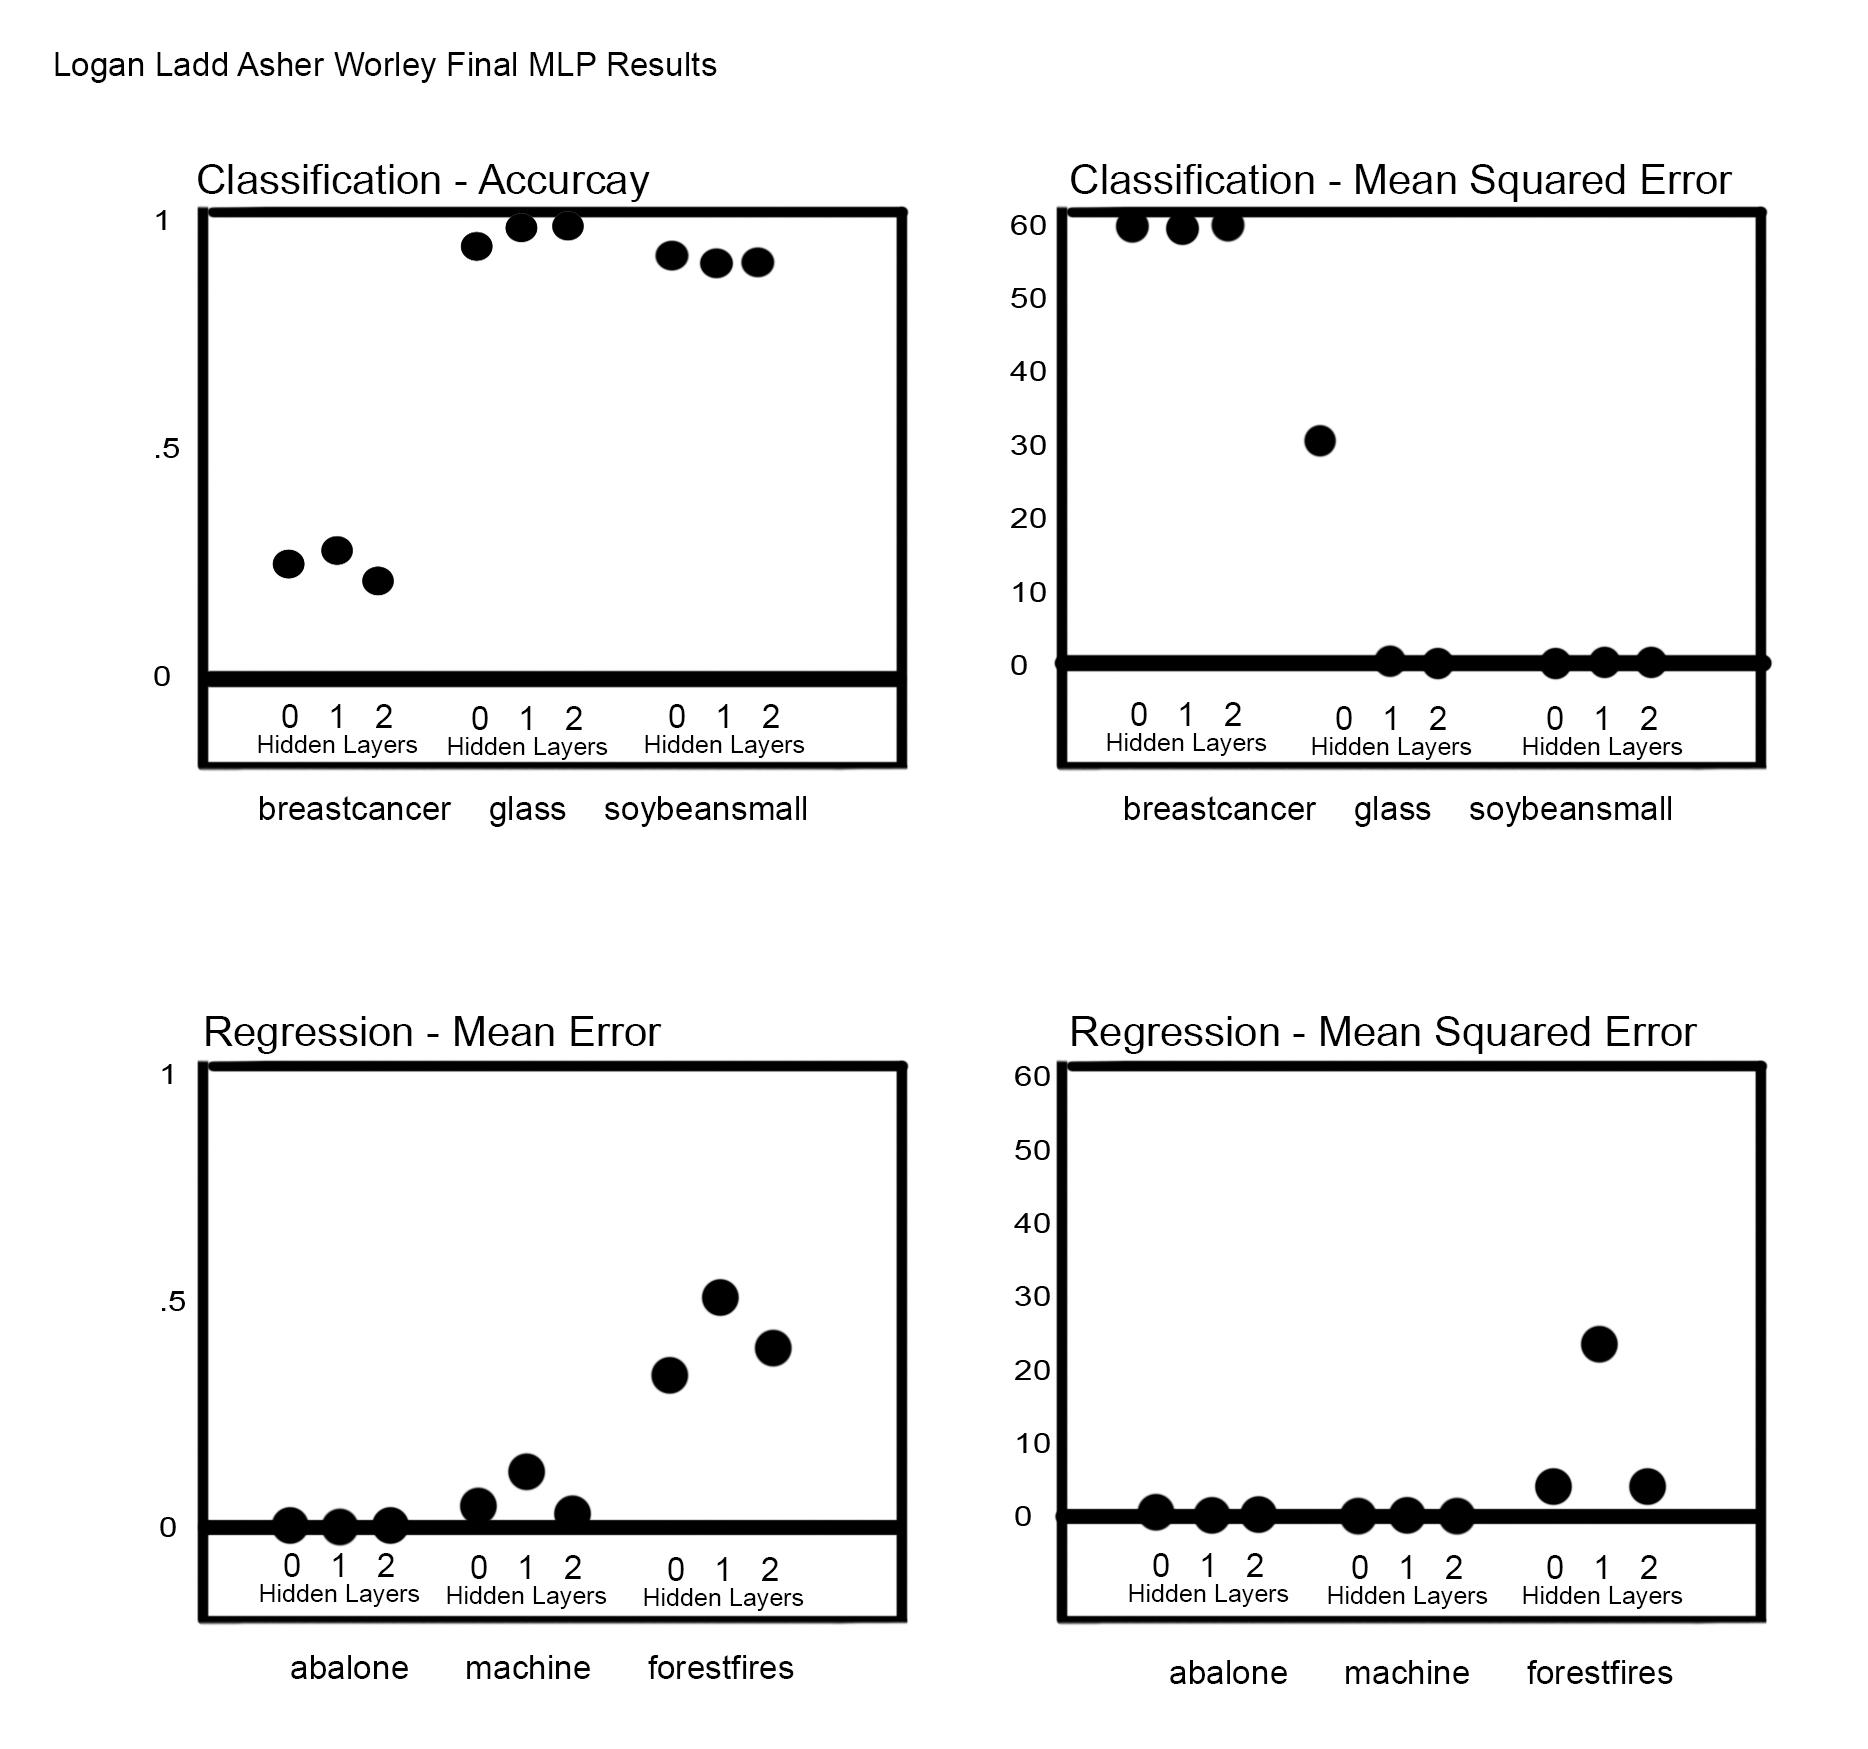 Logan Ladd Asher Worley Final MLP Results
Classification - Accurcay
1
.5
0
0 1 2 0 1 2 0 1 2
Hidden Layers Hidden Layers Hidden Layers
breastcancer glass soybeansmall
Classification - Mean Squared Error
60
50
40
30
20
10
0
0 1 2 0 1 2 0 1 2
Hidden Layers Hidden Layers Hidden Layers
breastcancer glass soybeansmall
Regression - Mean Error
1
.5
0
0 1 2 0 1 2 0 1 2
Hidden Layers Hidden Layers Hidden Layers
abalone machine forestfires
Regression - Mean Squared Error
60
50
40
30
20
10
0
0 1 2 0 1 2 0 1 2
Hidden Layers Hidden Layers Hidden Layers
abalone machine forestfires